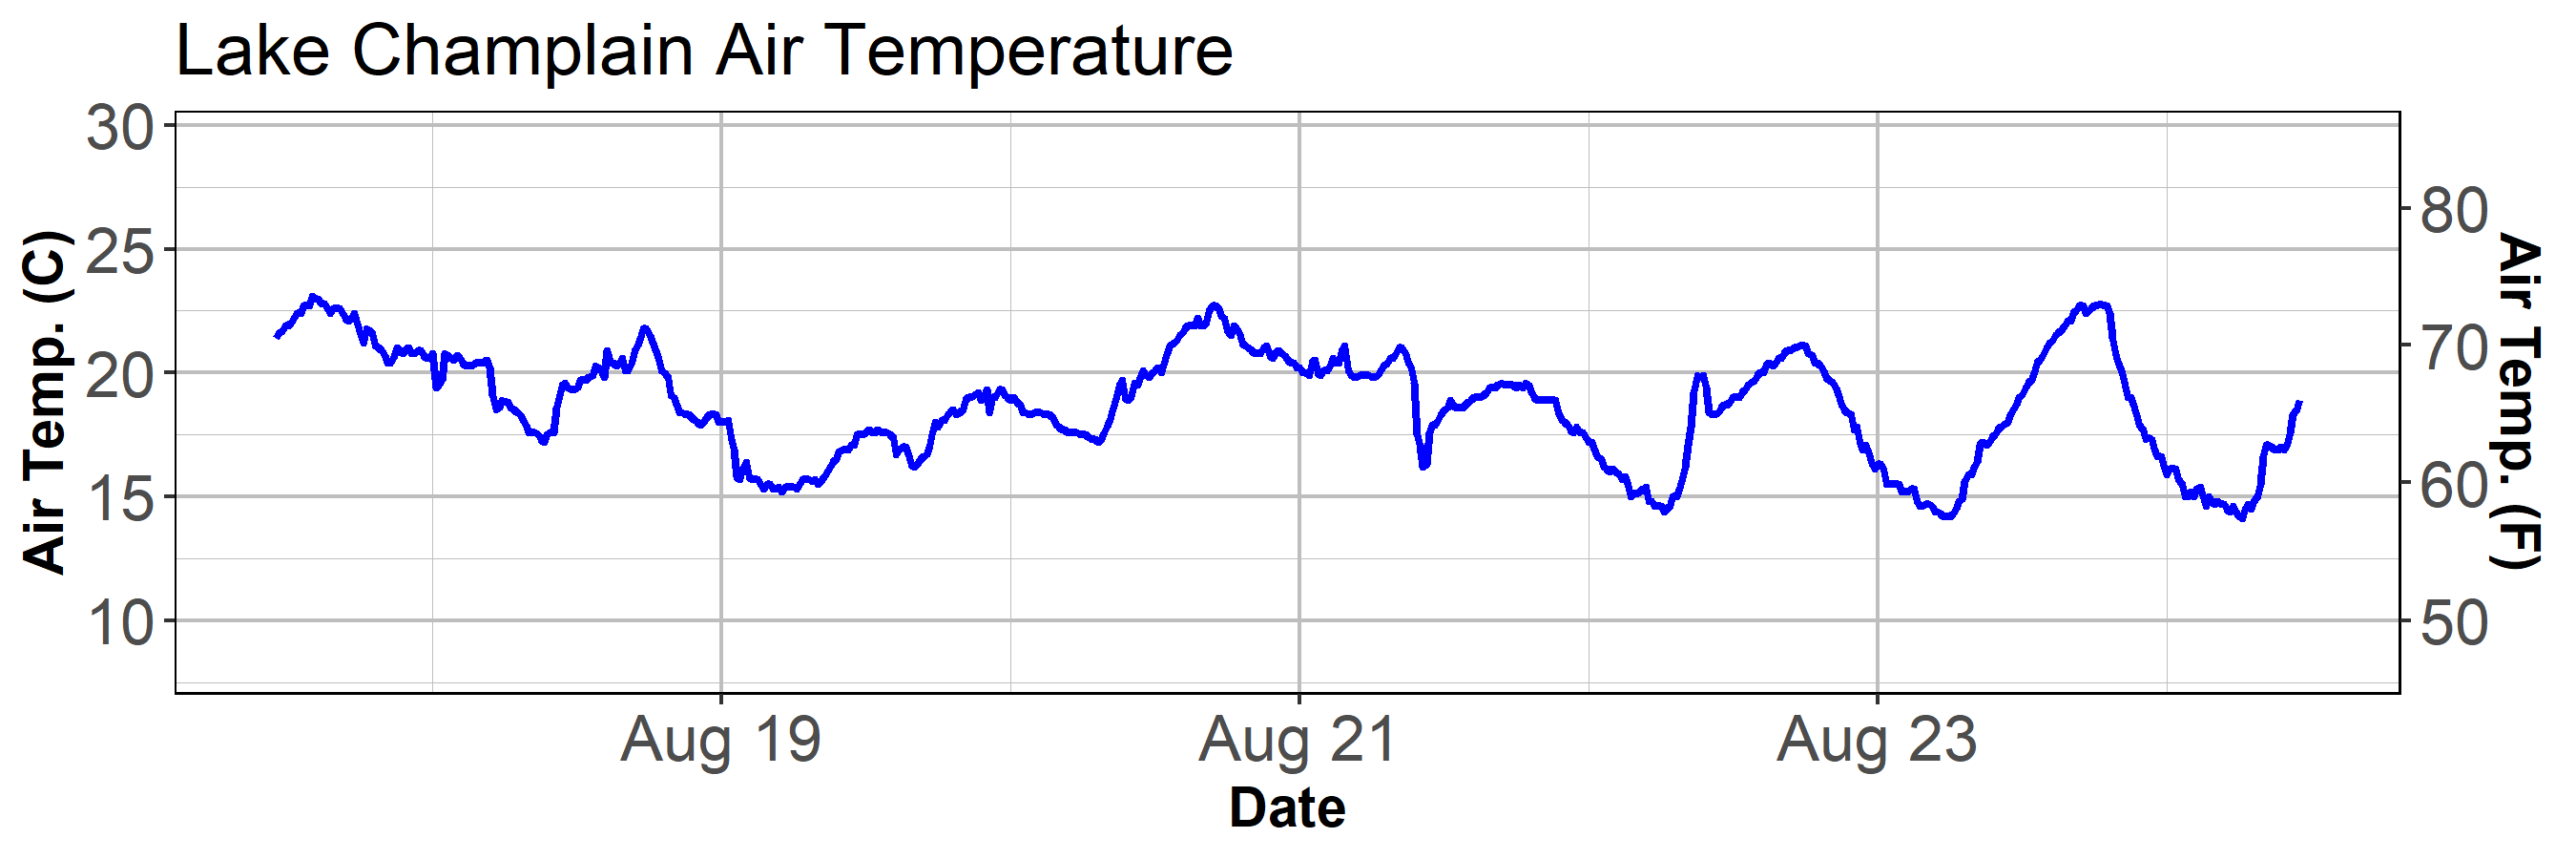 Lake Champlain Air Temperature
30
25
20
15
10
Air Temp. (C)
80
70
60
50
Air Temp. (F)
Aug 19
Aug 21
Aug 23
Date